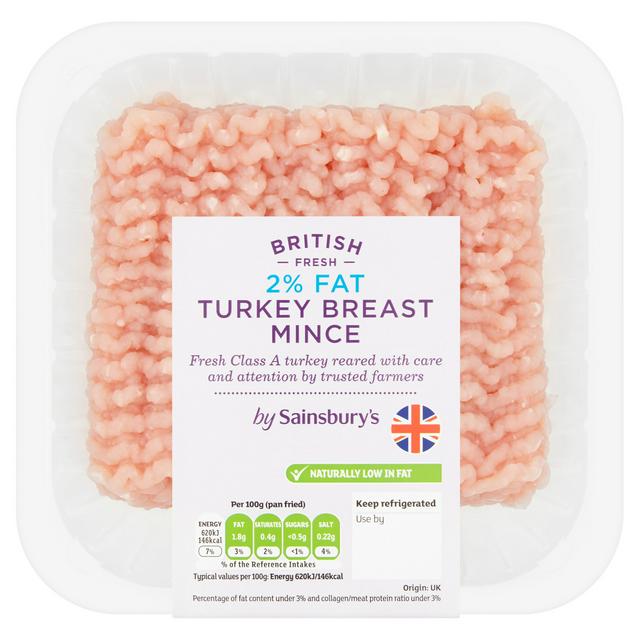 BRITISH
— FRESH —
2% FAT
TURKEY BREAST
MINCE
Fresh Class A turkey reared with care
and attention by trusted farmers
by Sainsbury's
NATURALLY LOW IN FAT
Per 100g (pan fried)
ENERGY 620kJ 146kcal 7%
FAT 1.8g 3%
SATURATES 0.4g 2%
SUGARS <0.5g <1%
SALT 0.22g 4%
% of the Reference Intakes
Typical values per 100g: Energy 620kJ/146kcal
Keep refrigerated
Use by
Origin: UK
Percentage of fat content under 3% and collagen/meat protein ratio under 3%